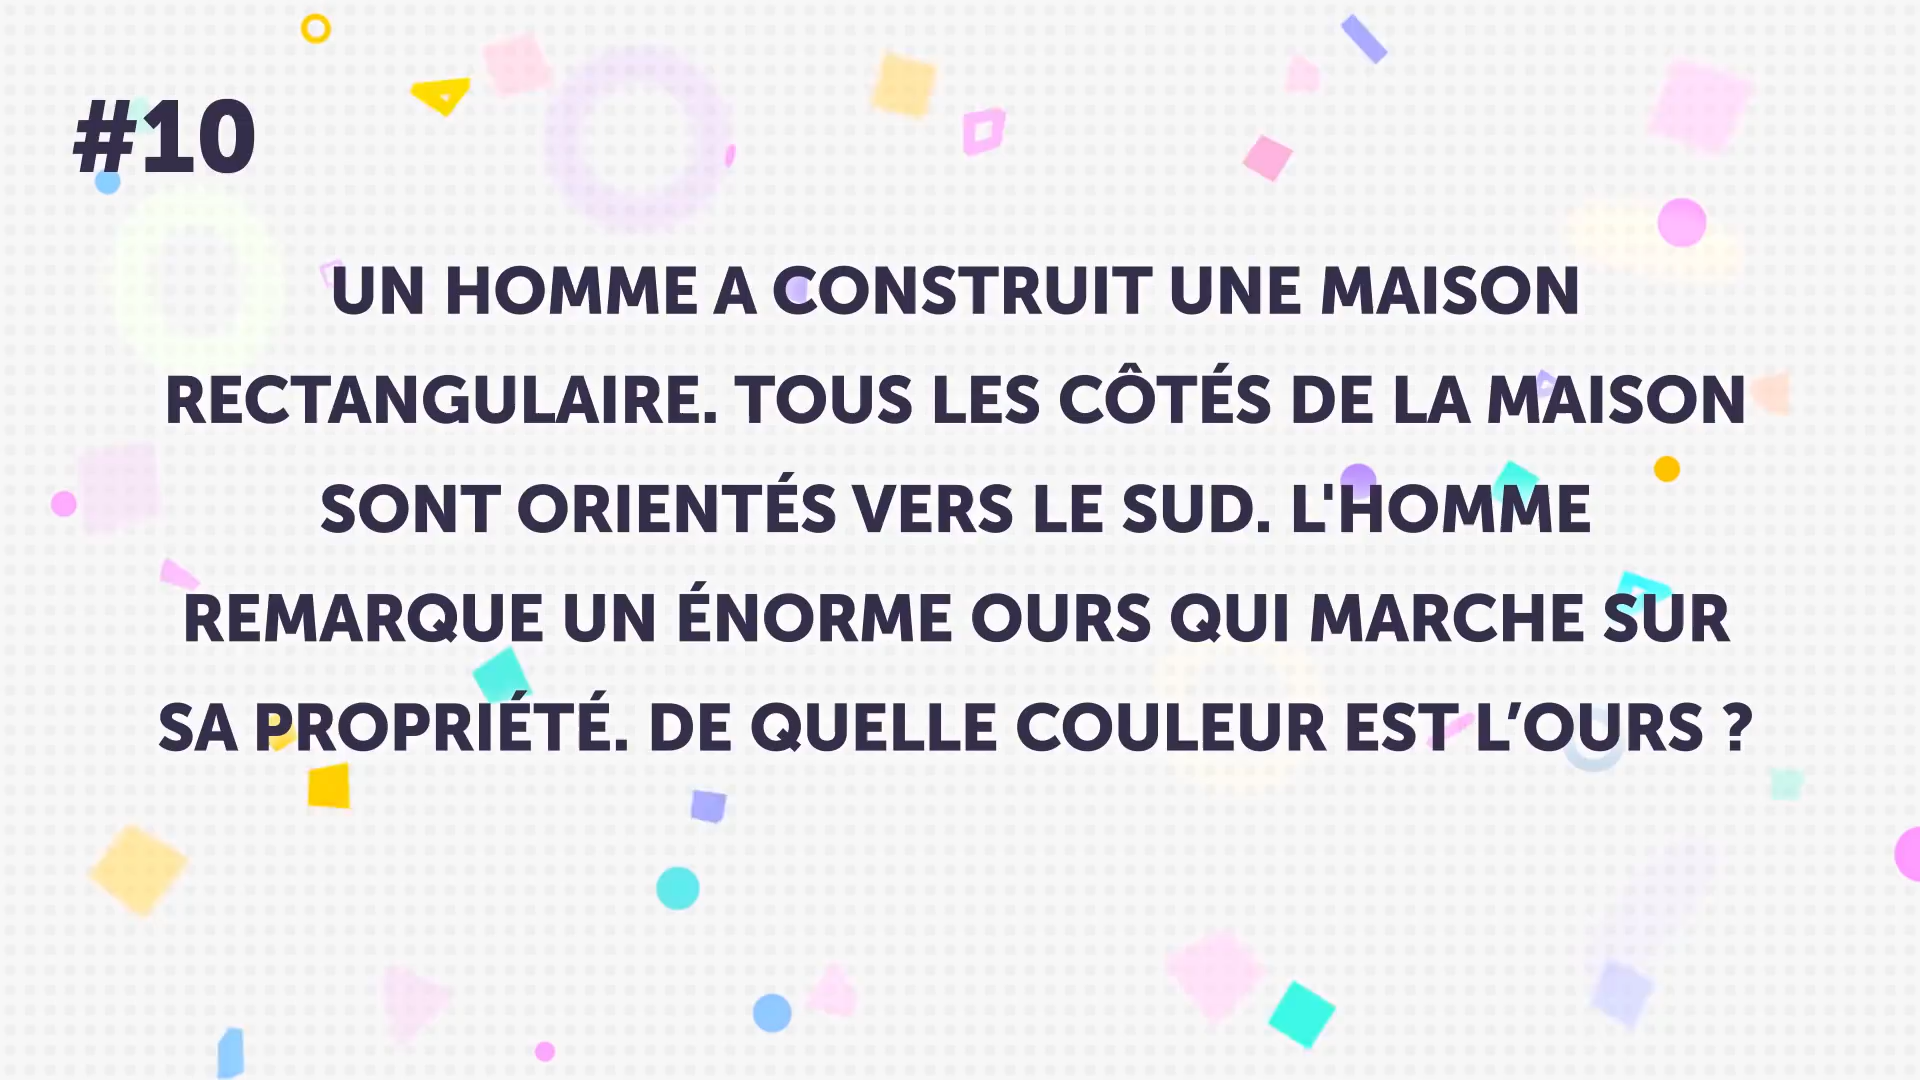 #10
UN HOMME A CONSTRUIT UNE MAISON
RECTANGULAIRE. TOUS LES CÔTÉS DE LA MAISON
SONT ORIENTÉS VERS LE SUD. L'HOMME
REMARQUE UN ÉNORME OURS QUI MARCHE SUR
SA PROPRIÉTÉ. DE QUELLE COULEUR EST L’OURS ?